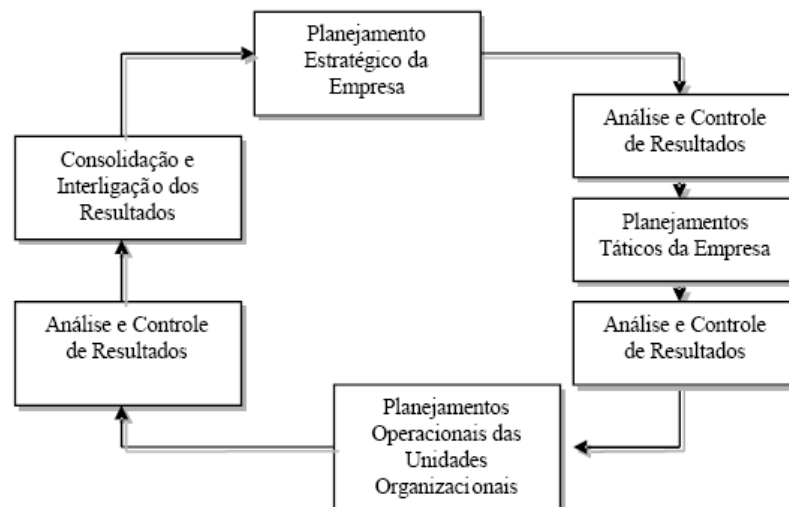 Planejamento
Estratégico da
Empresa
Análise e Controle
de Resultados
Planejamentos
Táticos da Empresa
Análise e Controle
de Resultados
Planejamentos
Operacionais das
Unidades
Organizacionais
Análise e Controle
de Resultados
Consolidação e
Interligação dos
Resultados